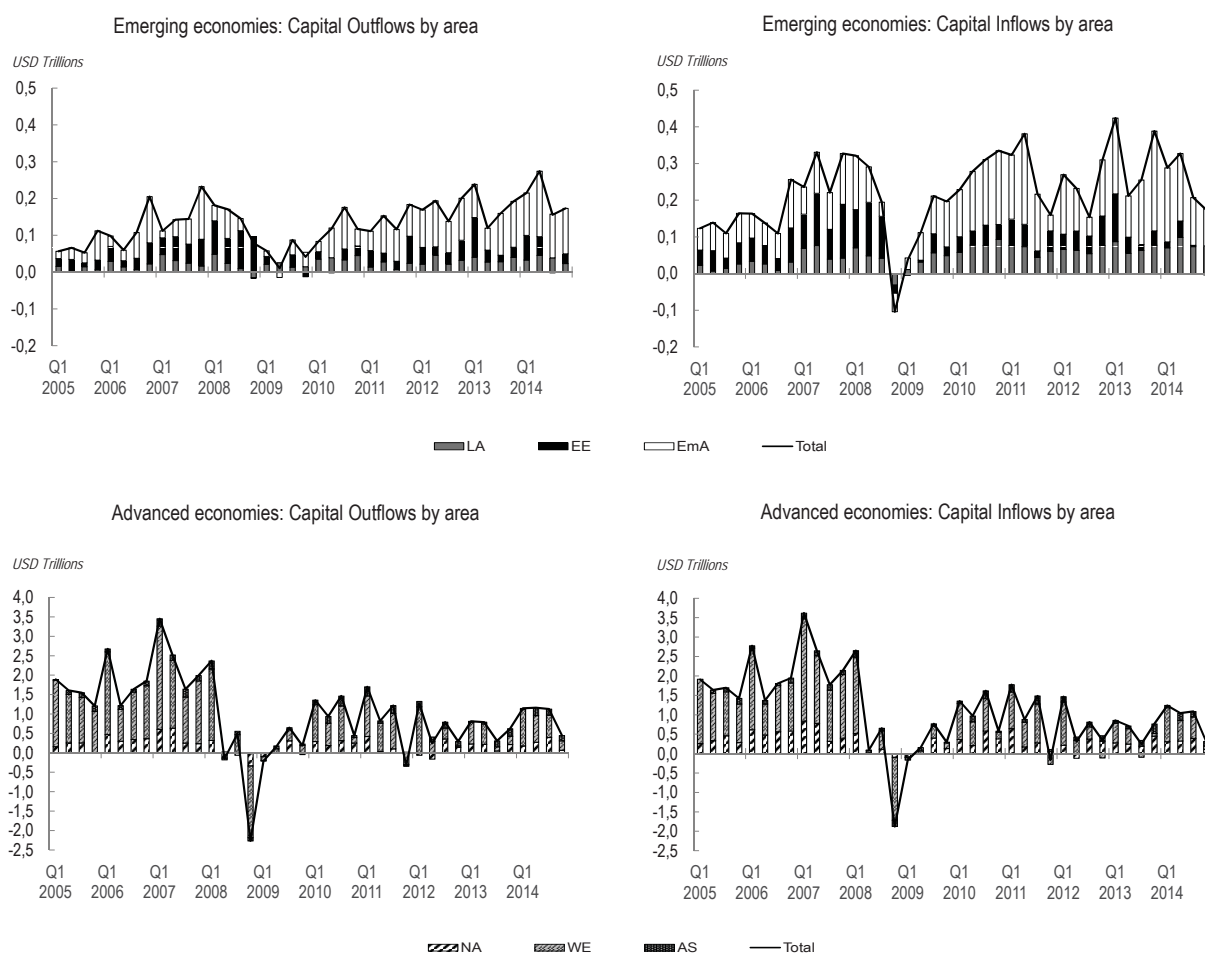 Emerging economies: Capital Outflows by area
USD Trillions
0,5
0,4
0,3
0,2
0,1
0,0
-0,1
-0,2
Q1 Q1 Q1 Q1 Q1 Q1 Q1 Q1 Q1 Q1
2005 2006 2007 2008 2009 2010 2011 2012 2013 2014
Emerging economies: Capital Inflows by area
USD Trillions
0,5
0,4
0,3
0,2
0,1
0,0
-0,1
-0,2
Q1 Q1 Q1 Q1 Q1 Q1 Q1 Q1 Q1 Q1
2005 2006 2007 2008 2009 2010 2011 2012 2013 2014
LA EE EmA Total
Advanced economies: Capital Outflows by area
USD Trillions
4,0
3,5
3,0
2,5
2,0
1,5
1,0
0,5
0,0
-0,5
-1,0
-1,5
-2,0
-2,5
Q1 Q1 Q1 Q1 Q1 Q1 Q1 Q1 Q1 Q1
2005 2006 2007 2008 2009 2010 2011 2012 2013 2014
Advanced economies: Capital Inflows by area
USD Trillions
4,0
3,5
3,0
2,5
2,0
1,5
1,0
0,5
0,0
-0,5
-1,0
-1,5
-2,0
-2,5
Q1 Q1 Q1 Q1 Q1 Q1 Q1 Q1 Q1 Q1
2005 2006 2007 2008 2009 2010 2011 2012 2013 2014
NA WE AS Total